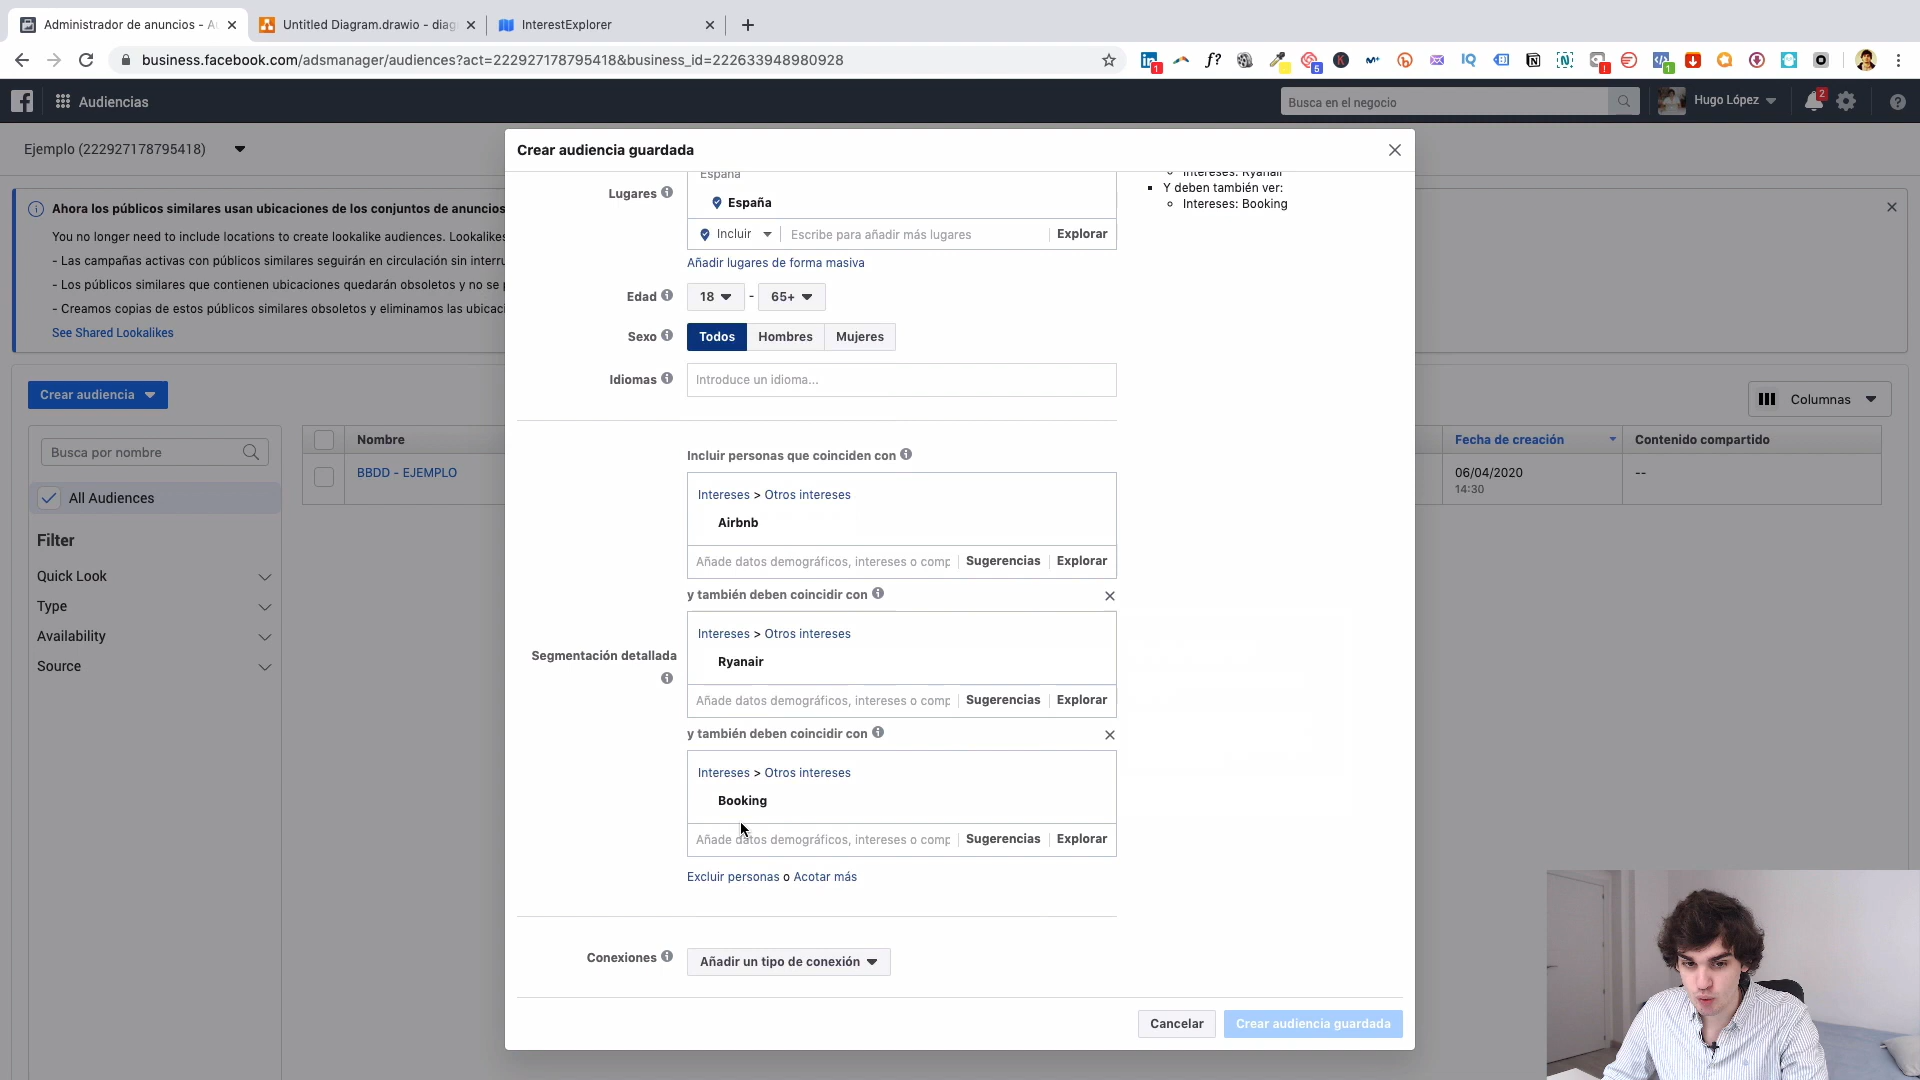 Administrador de anuncios - A
Untitled Diagram.drawio - diag
InterestExplorer
business.facebook.com/adsmanager/audiences?act=222927178795418&business_id=222633948980928
Audiencias
Busca en el negocio
Hugo López
2
Ejemplo (222927178795418)
Ahora los públicos similares usan ubicaciones de los conjuntos de anuncios
You no longer need to include locations to create lookalike audiences. Lookalikes
- Las campañas activas con públicos similares seguirán en circulación sin interru
- Los públicos similares que contienen ubicaciones quedarán obsoletos y no se
- Creamos copias de estos públicos similares obsoletos y eliminamos las ubicac
See Shared Lookalikes
Crear audiencia
Columnas
Busca por nombre
All Audiences
Filter
Quick Look
Type
Availability
Source
Nombre
BBDD - EJEMPLO
Fecha de creación
Contenido compartido
06/04/2020
14:30
--
Crear audiencia guardada
Lugares
España
España
Incluir
Escribe para añadir más lugares
Explorar
Añadir lugares de forma masiva
Edad
18
-
65+
Sexo
Todos
Hombres
Mujeres
Idiomas
Introduce un idioma...
Segmentación detallada
Incluir personas que coinciden con
Intereses > Otros intereses
Airbnb
Añade datos demográficos, intereses o comp
Sugerencias
Explorar
y también deben coincidir con
Intereses > Otros intereses
Ryanair
Añade datos demográficos, intereses o comp
Sugerencias
Explorar
y también deben coincidir con
Intereses > Otros intereses
Booking
Añade datos demográficos, intereses o comp
Sugerencias
Explorar
Excluir personas o Acotar más
Conexiones
Añadir un tipo de conexión
Intereses: Ryanair
Y deben también ver:
Intereses: Booking
Cancelar
Crear audiencia guardada